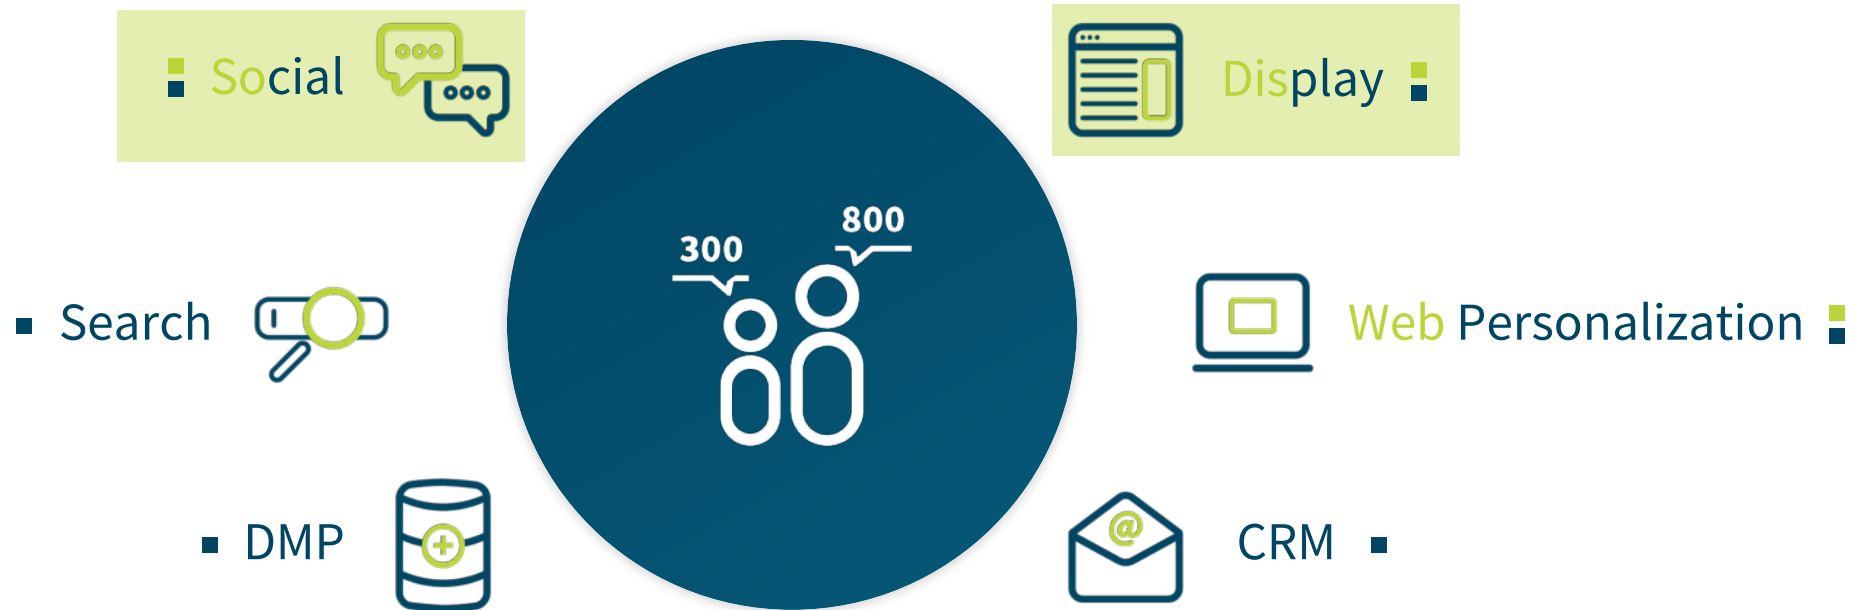 Social
Display
300
800
Search
Web Personalization
DMP
@
CRM